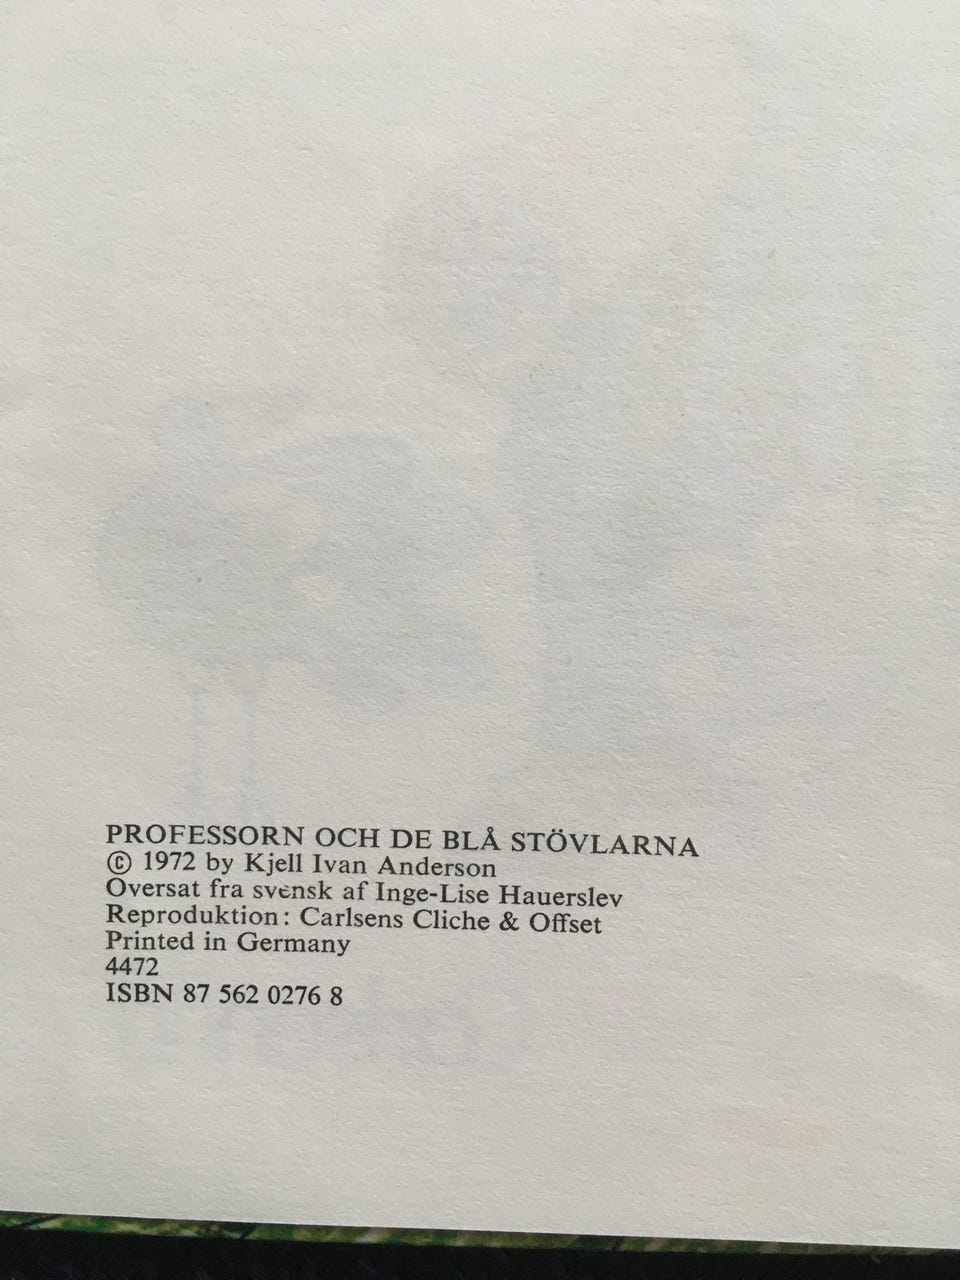 PROFESSORN OCH DE BLÅ STÖVLARNA
© 1972 by Kjell Ivan Anderson
Oversat fra svensk af Inge-Lise Hauerslev
Reproduktion: Carlsens Cliche & Offset
Printed in Germany
4472
ISBN 87 562 0276 8